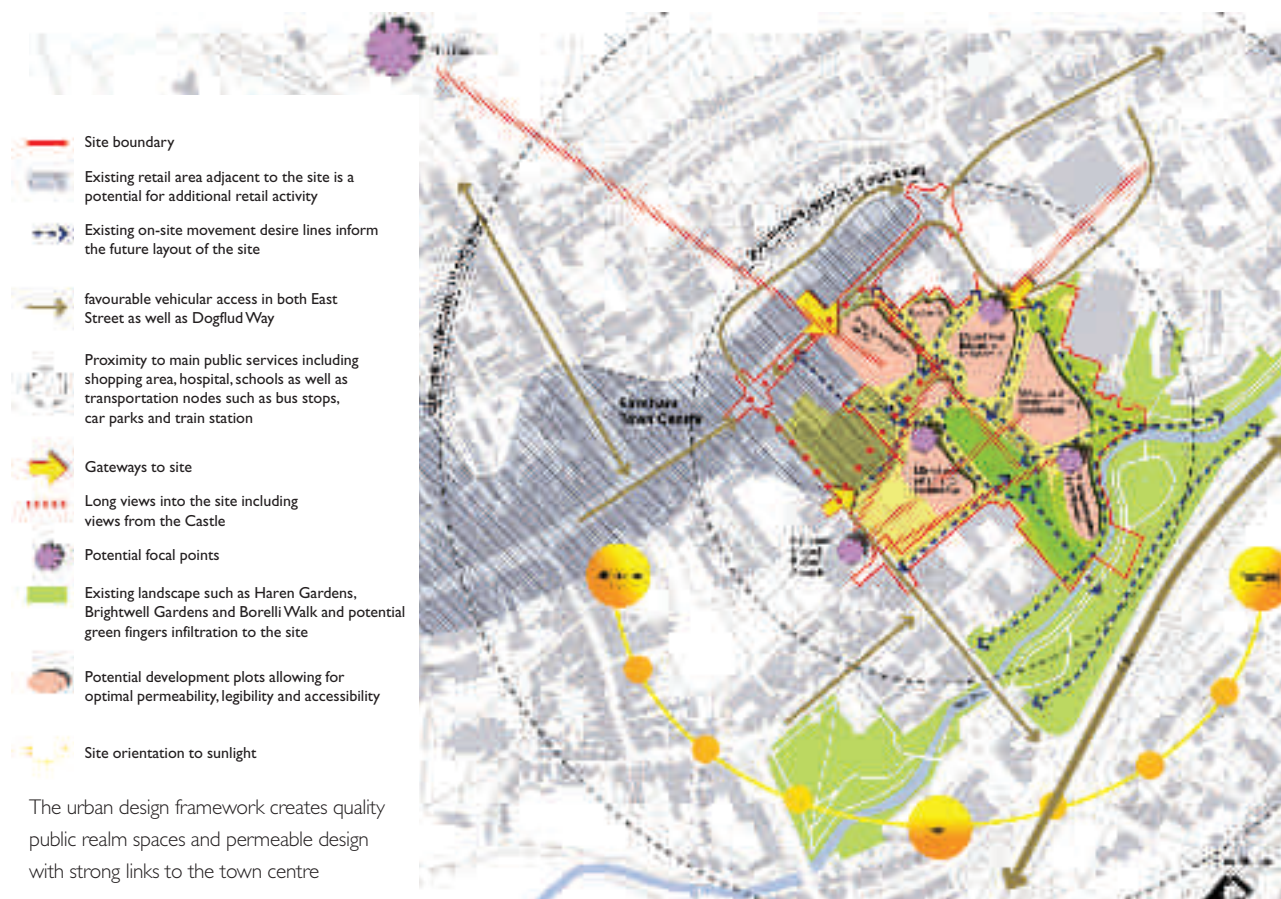 Site boundary
Existing retail area adjacent to the site is a
potential for additional retail activity
Existing on-site movement desire lines inform
the future layout of the site
favourable vehicular access in both East
Street as well as Dogflud Way
Proximity to main public services including
shopping area, hospital, schools as well as
transportation nodes such as bus stops,
car parks and train station
Gateways to site
Long views into the site including
views from the Castle
Potential focal points
Existing landscape such as Haren Gardens,
Brightwell Gardens and Borelli Walk and potential
green fingers infiltration to the site
Potential development plots allowing for
optimal permeability, legibility and accessibility
Site orientation to sunlight
The urban design framework creates quality
public realm spaces and permeable design
with strong links to the town centre
Farnham
Town Centre